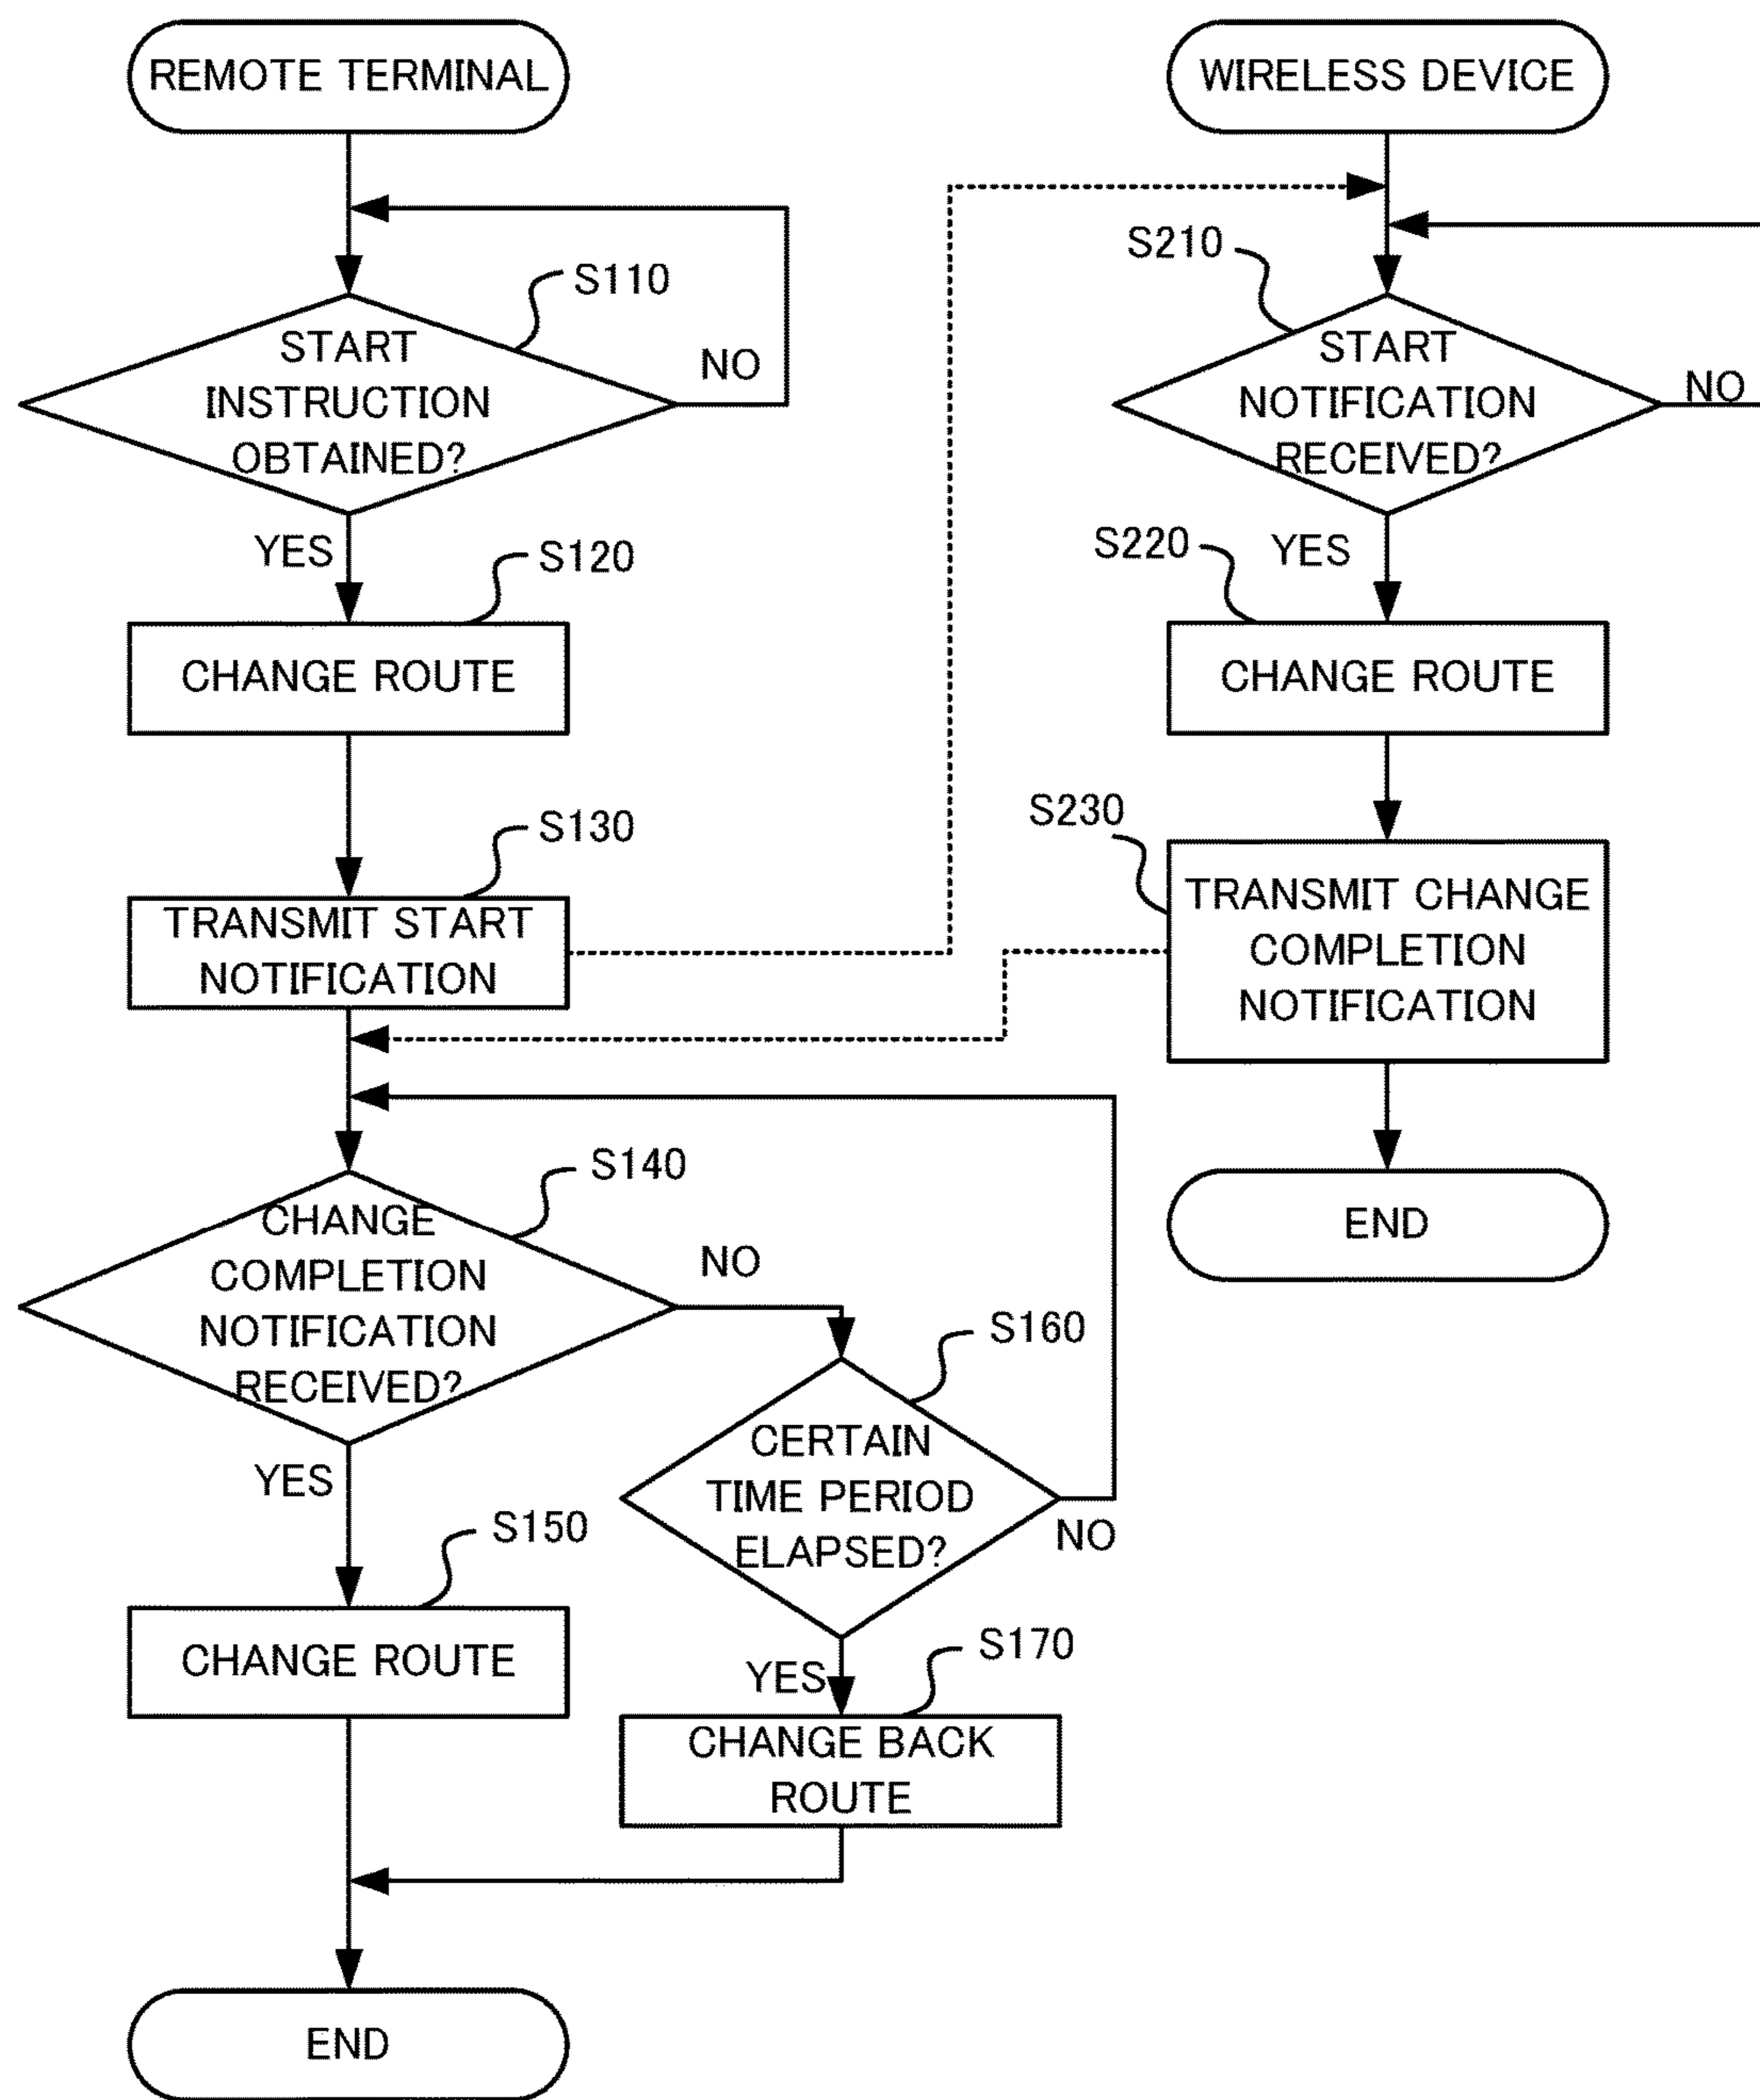 REMOTE TERMINAL
S110
START
INSTRUCTION
OBTAINED?
NO
YES
S120
CHANGE ROUTE
S130
TRANSMIT START
NOTIFICATION
S140
CHANGE
COMPLETION
NOTIFICATION
RECEIVED?
NO
YES
S160
CERTAIN
TIME PERIOD
ELAPSED?
NO
YES
S150
CHANGE ROUTE
S170
CHANGE BACK
ROUTE
END
WIRELESS DEVICE
S210
START
NOTIFICATION
RECEIVED?
NO
YES
S220
CHANGE ROUTE
S230
TRANSMIT CHANGE
COMPLETION
NOTIFICATION
END